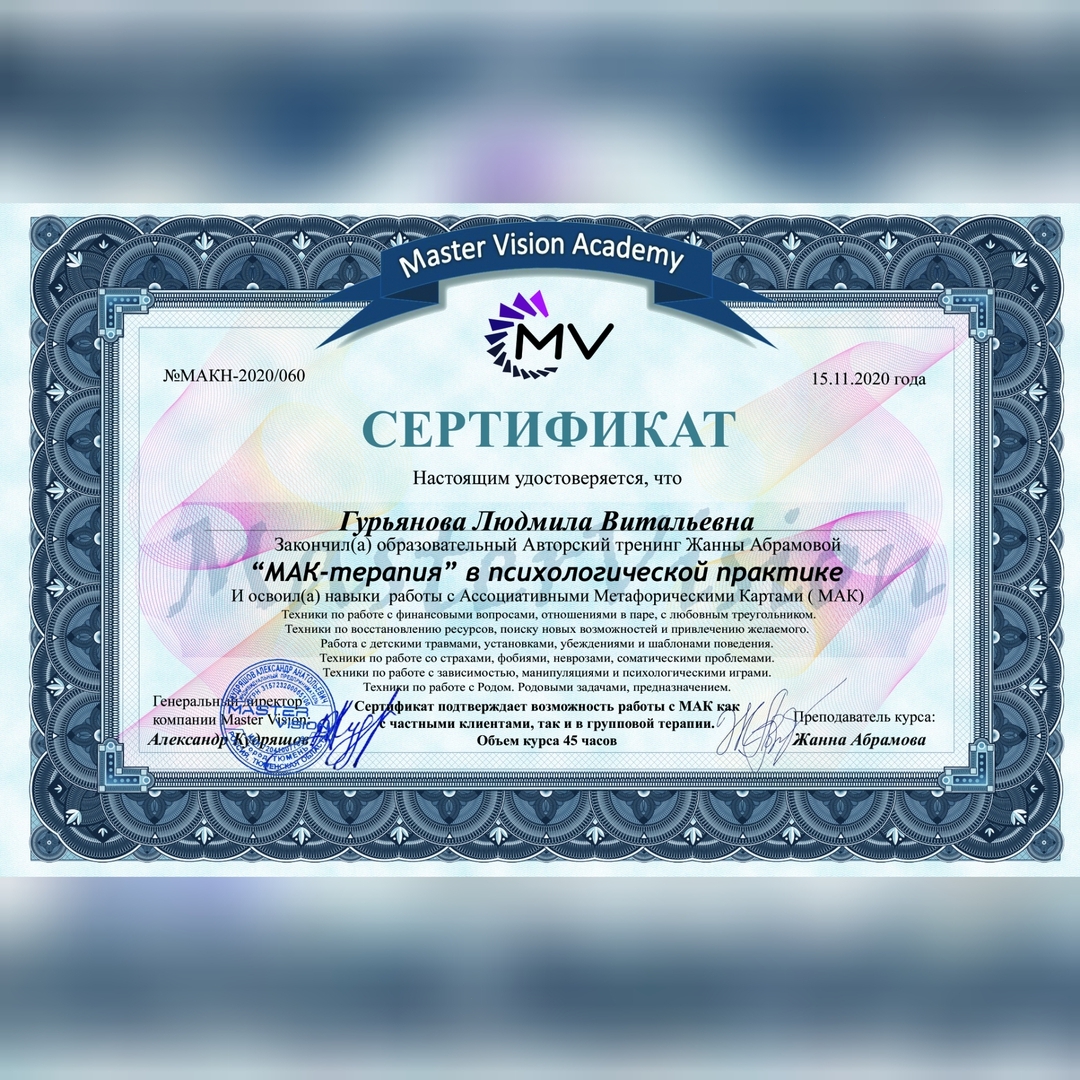 Master Vision Academy
MV
№МАКН-2020/060
15.11.2020 года
СЕРТИФИКАТ
Настоящим удостоверяется, что
Гурьянова Людмила Витальевна
Закончил(а) образовательный Авторский тренинг Жанны Абрамовой
“МАК-терапия” в психологической практике
И освоил(а) навыки работы с Ассоциативными Метафорическими Картами ( МАК)
Техники по работе с финансовыми вопросами, отношениями в паре, с любовным треугольником.
Техники по восстановлению ресурсов, поиску новых возможностей и привлечению желаемого.
Работа с детскими травмами, установками, убеждениями и шаблонами поведения.
Техники по работе со страхами, фобиями, неврозами, соматическими проблемами.
Техники по работе с зависимостью, манипуляциями и психологическими играми.
Техники по работе с Родом. Родовыми задачами, предназначением.
Сертификат подтверждает возможность работы с МАК как
с частными клиентами, так и в групповой терапии.
Объем курса 45 часов
Генеральный директор
компании Master Vision:
Александр Кудряшов
MASTER
VISION
Преподаватель курса:
Жанна Абрамова
Master Vision